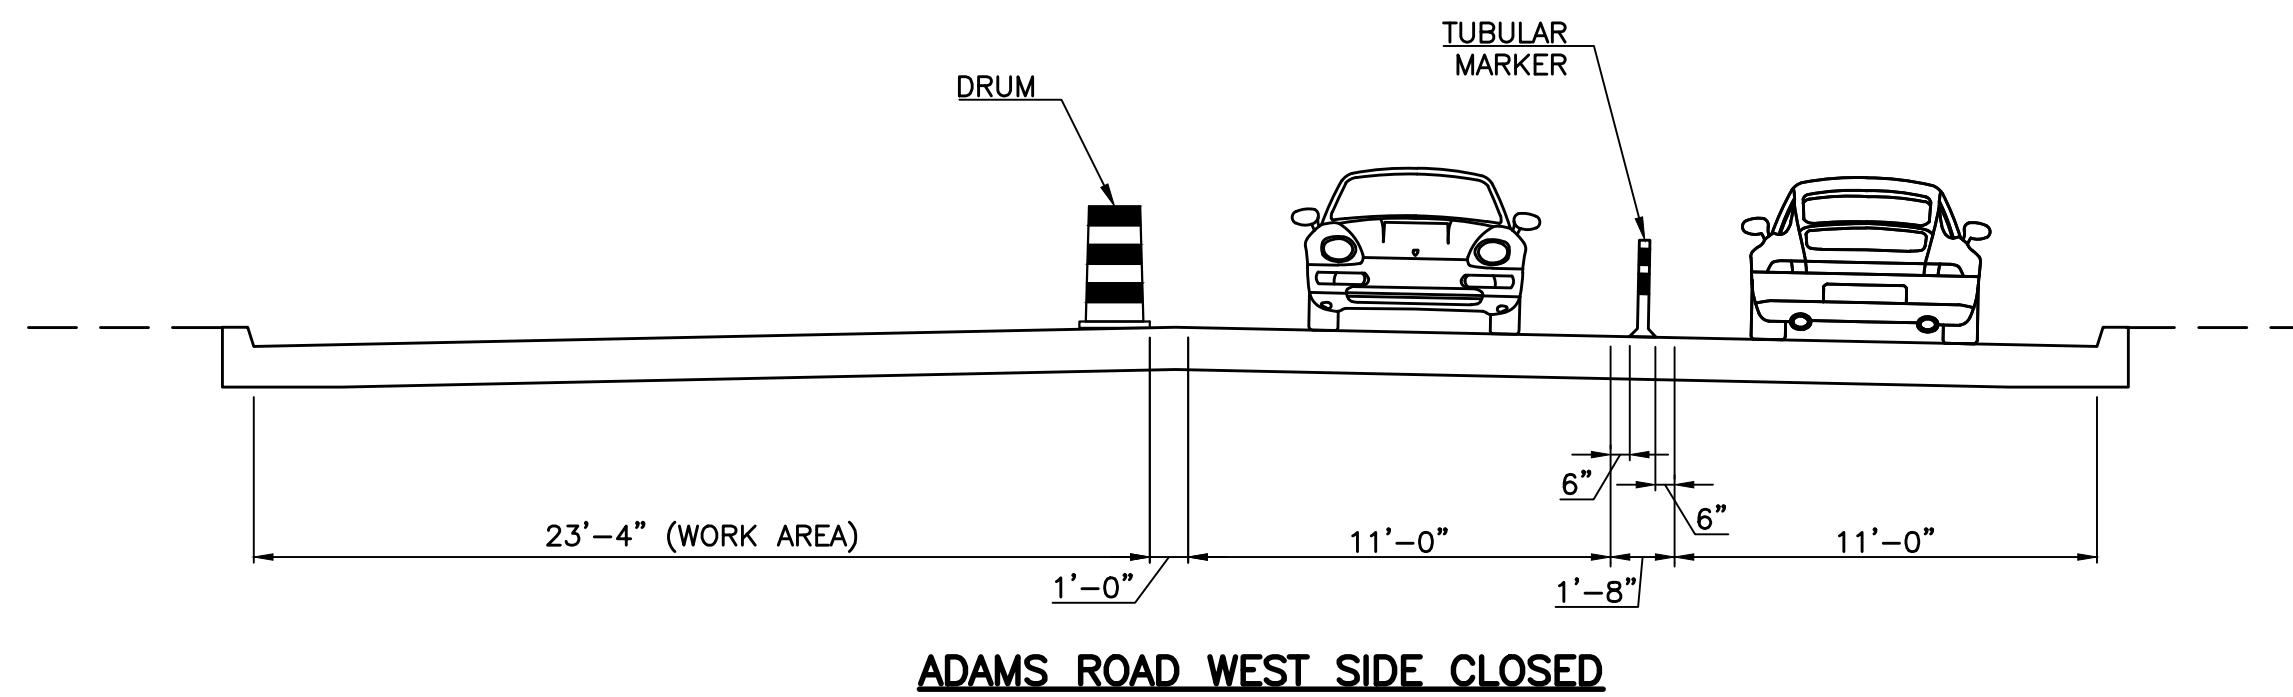 TUBULAR
MARKER
DRUM
6”
6”
23’-4” (WORK AREA)
11’-0”
11’-0”
1’-0”
1’-8”
ADAMS ROAD WEST SIDE CLOSED